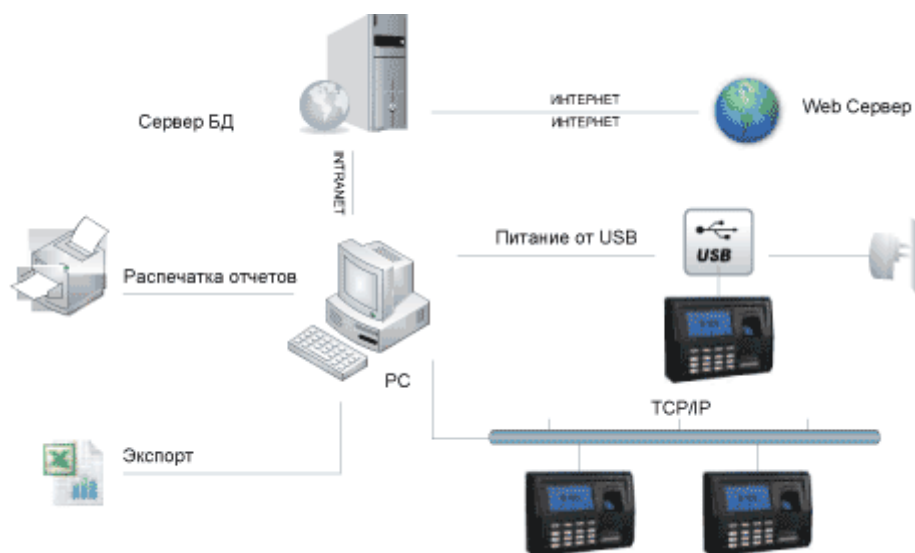 ИНТЕРНЕТ
Сервер БД
Web Сервер
ИНТЕРНЕТ
INTRANET
Питание от USB
USB
Распечатка отчетов
PC
TCP/IP
Экспорт